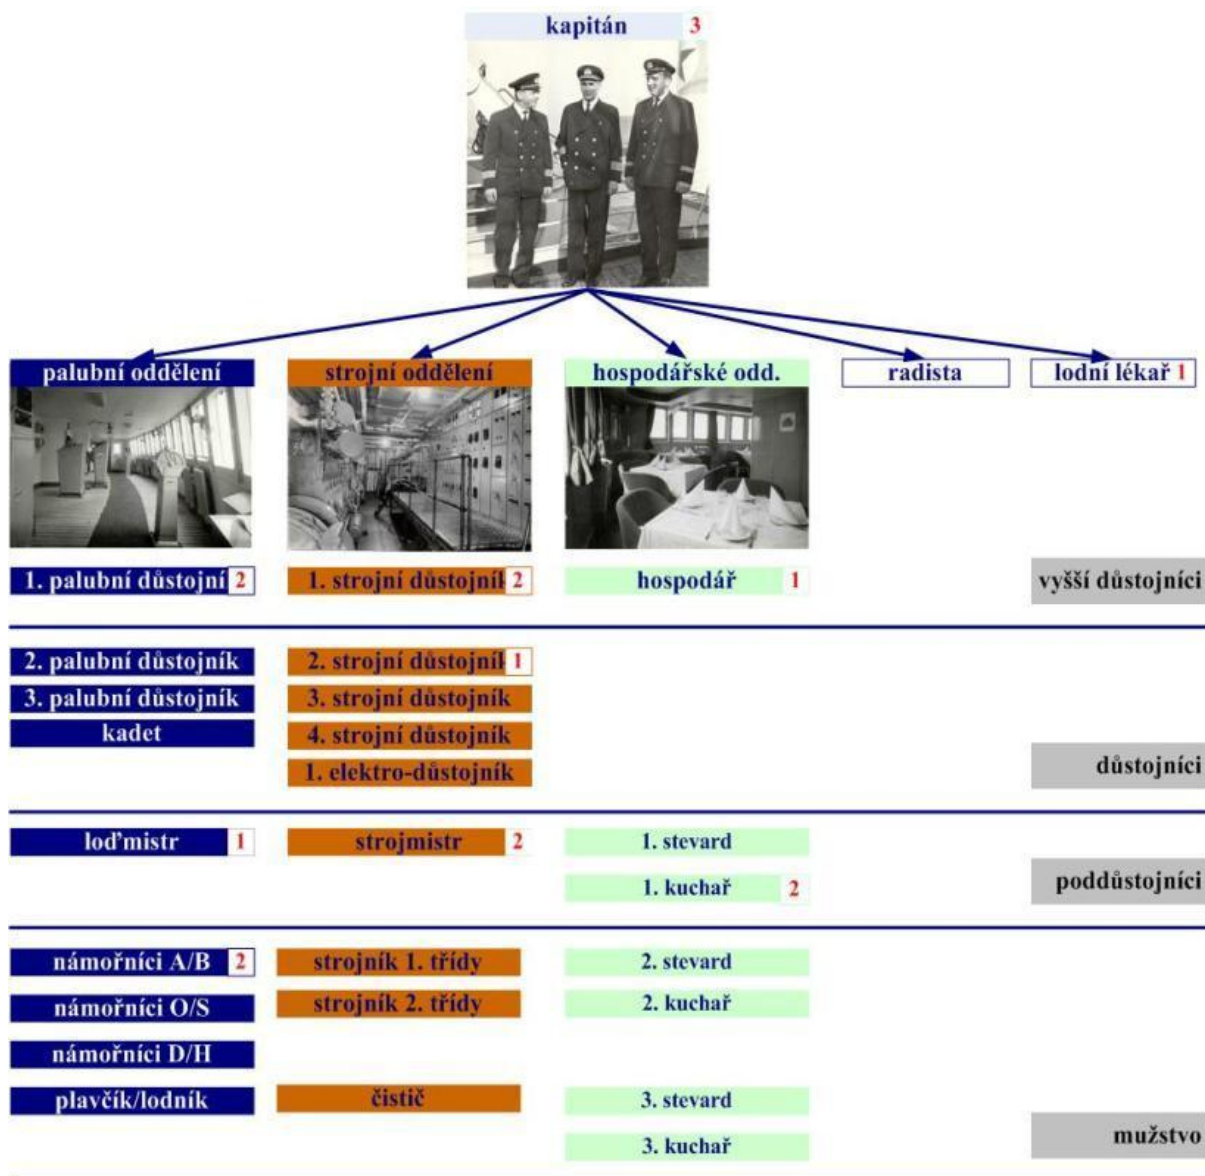 kapitán 3
palubní oddělení strojní oddělení hospodářské odd. radista lodní lékař 1
1. palubní důstojní 2 1. strojní důstojník 2 hospodář 1 vyšší důstojníci
2. palubní důstojník 2. strojní důstojník 1
3. palubní důstojník 3. strojní důstojník
kadet 4. strojní důstojník
1. elektro-důstojník důstojníci
loďmistr 1 strojmistr 2 1. stevard
1. kuchař 2 poddůstojníci
námořníci A/B 2 strojník 1. třídy 2. stevard
námořníci O/S strojník 2. třídy 2. kuchař
námořníci D/H
plavčík/lodník čistič 3. stevard
mužstvo
3. kuchař